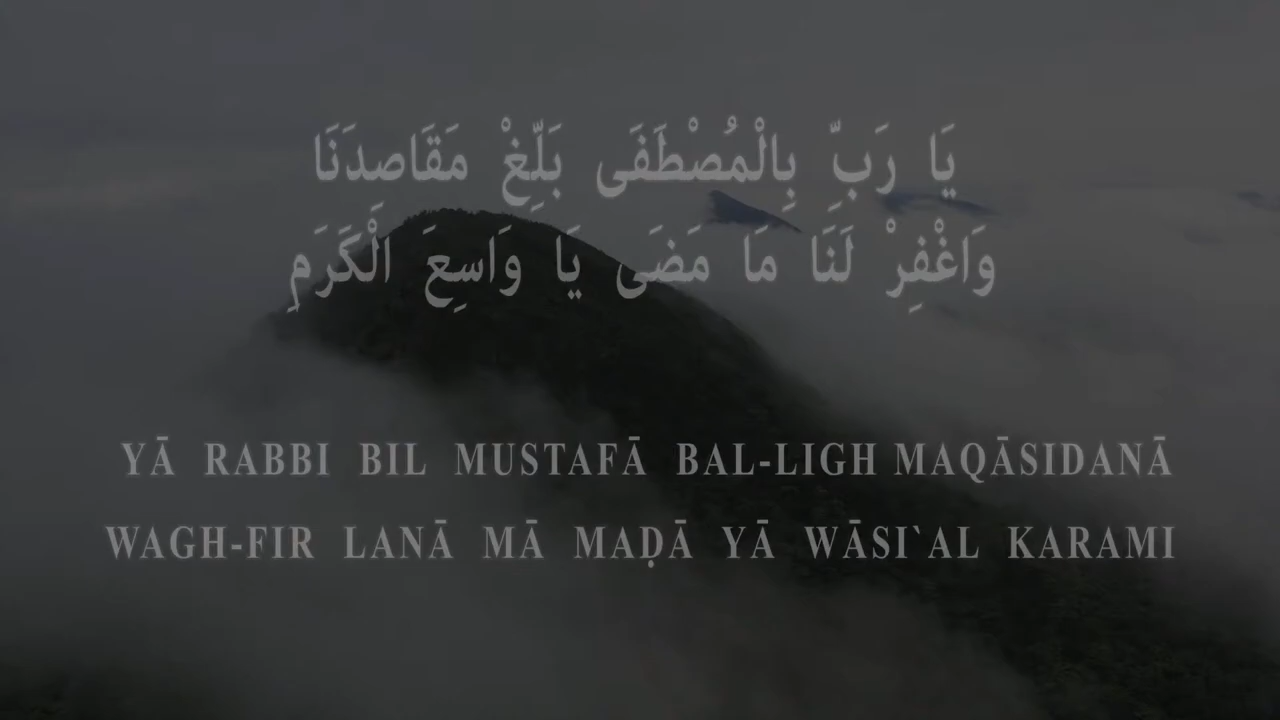 يَا رَبِّ بِالْمُصْطَفَى بَلِّغْ مَقَاصِدَنَا
وَاغْفِرْ لَنَا مَا مَضَى يَا وَاسِعَ الْكَرَمِ
YĀ RABBI BIL MUSTAFĀ BAL-LIGH MAQĀSIDANĀ
WAGH-FIR LANĀ MĀ MAḌĀ YĀ WĀSI`AL KARAMI